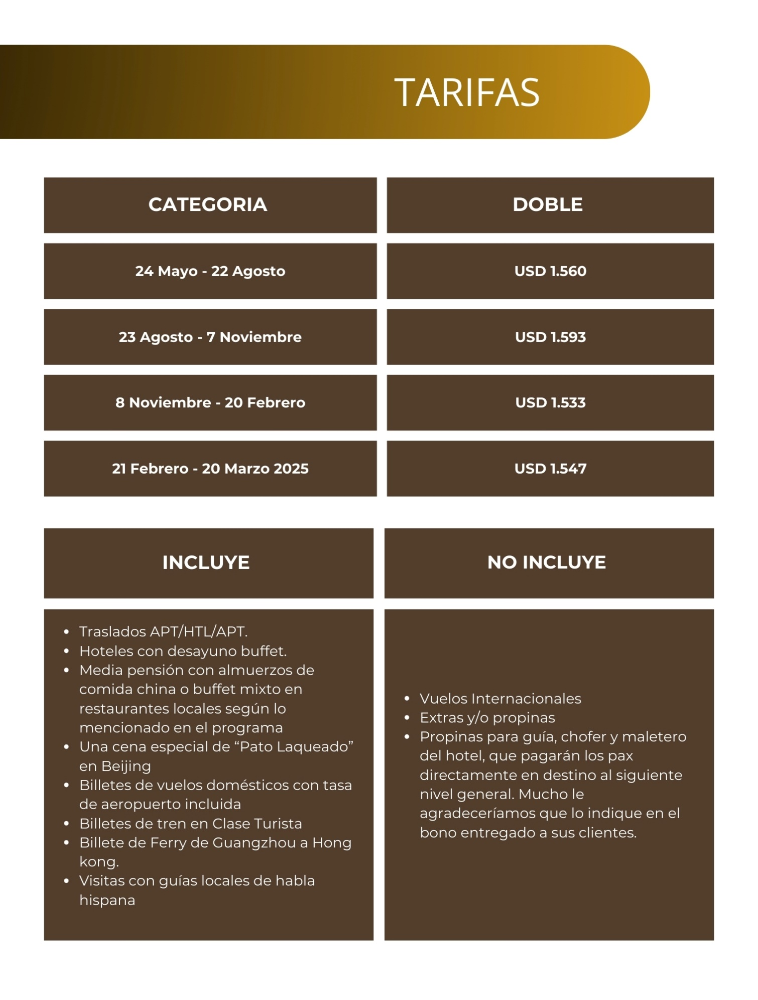 TARIFAS
CATEGORIA
DOBLE
24 Mayo - 22 Agosto
USD 1.560
23 Agosto - 7 Noviembre
USD 1.593
8 Noviembre - 20 Febrero
USD 1.533
21 Febrero - 20 Marzo 2025
USD 1.547
INCLUYE
• Traslados APT/HTL/APT.
• Hoteles con desayuno buffet.
• Media pensión con almuerzos de
comida china o buffet mixto en
restaurantes locales según lo
mencionado en el programa
• Una cena especial de “Pato Laqueado”
en Beijing
• Billetes de vuelos domésticos con tasa
de aeropuerto incluida
• Billetes de tren en Clase Turista
• Billete de Ferry de Guangzhou a Hong
kong.
• Visitas con guías locales de habla
hispana
NO INCLUYE
• Vuelos Internacionales
• Extras y/o propinas
• Propinas para guía, chofer y maletero
del hotel, que pagarán los pax
directamente en destino al siguiente
nivel general. Mucho le
agradeceríamos que lo indique en el
bono entregado a sus clientes.